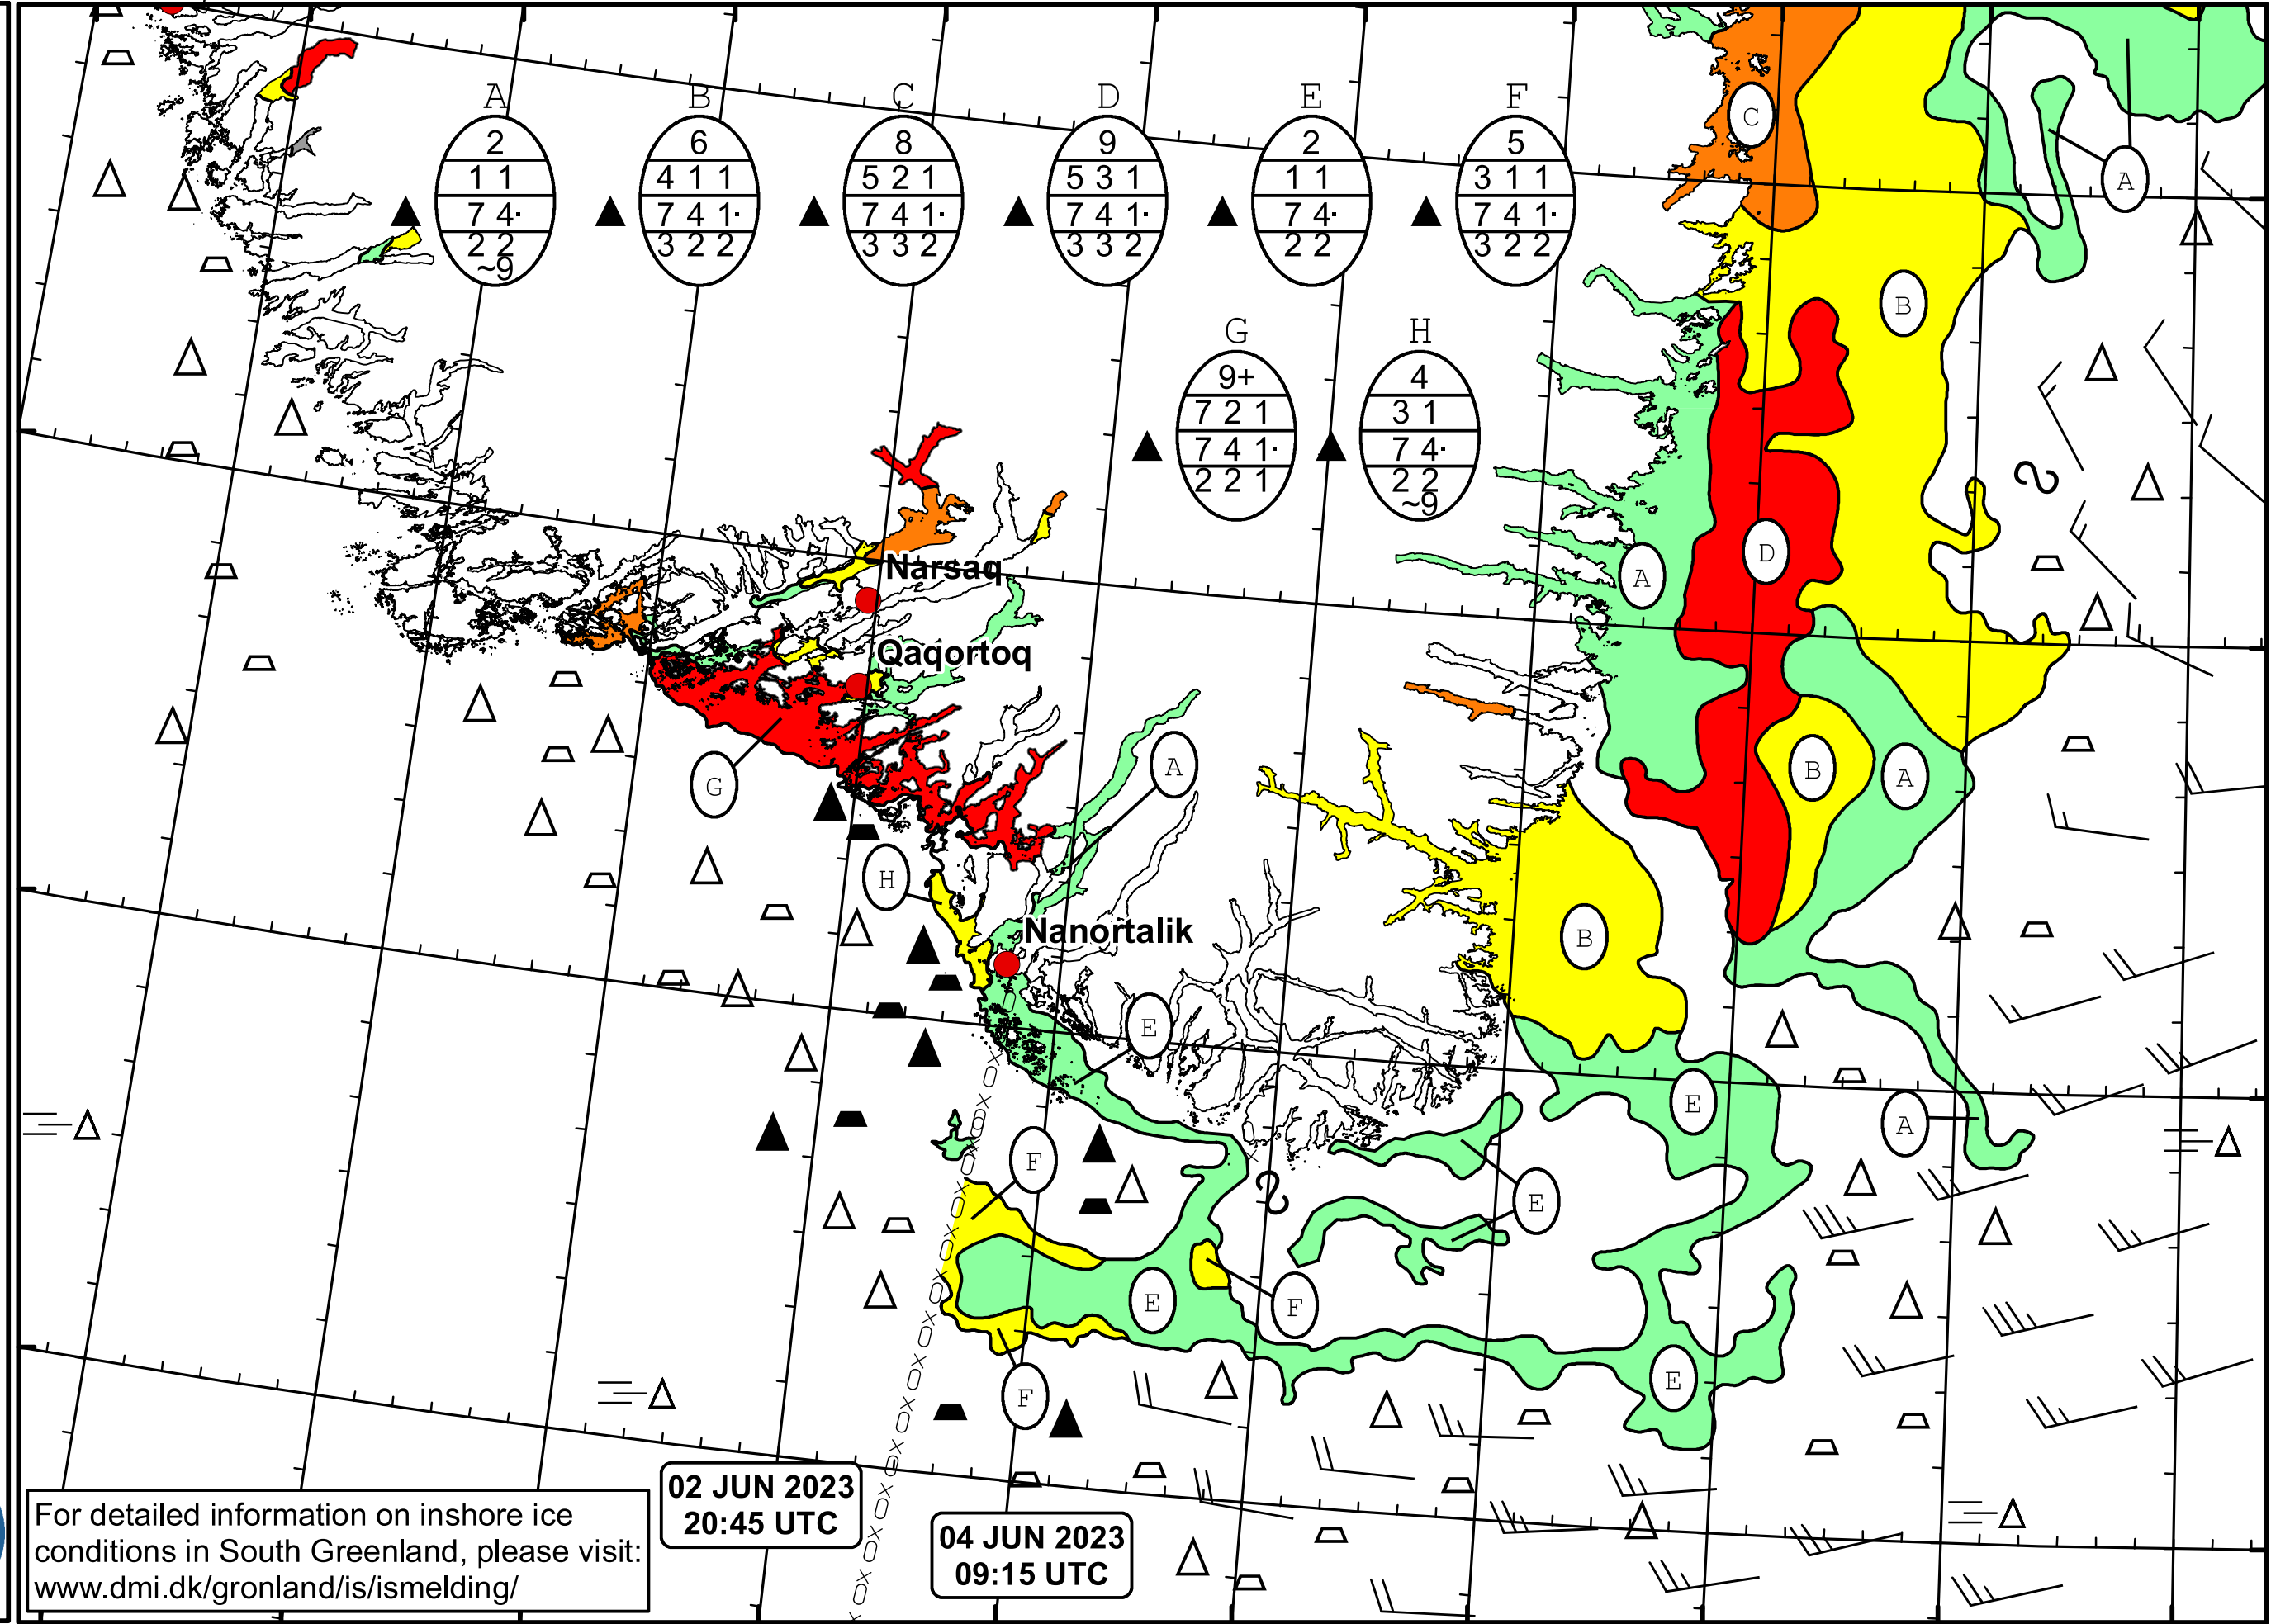 A B C D E F
2 6 8 9 2 5
1 1 4 1 1 5 2 1 5 3 1 1 1 3 1 1
7 4· 7 4 1· 7 4 1· 7 4 1· 7 4· 7 4 1·
2 2 3 2 2 3 3 2 3 3 2 2 2 3 2 2
~9
G H
9+ 4
7 2 1 3 1
7 4 1· 7 4·
2 2 1 2 2
~9
C
A
B
A
D
Narsaq
Qaqortoq
G
A
B
A
H
Nanortalik
B
E
E
A
F
E
E
F
F
E
02 JUN 2023
20:45 UTC
04 JUN 2023
09:15 UTC
For detailed information on inshore ice
conditions in South Greenland, please visit:
www.dmi.dk/gronland/is/ismelding/